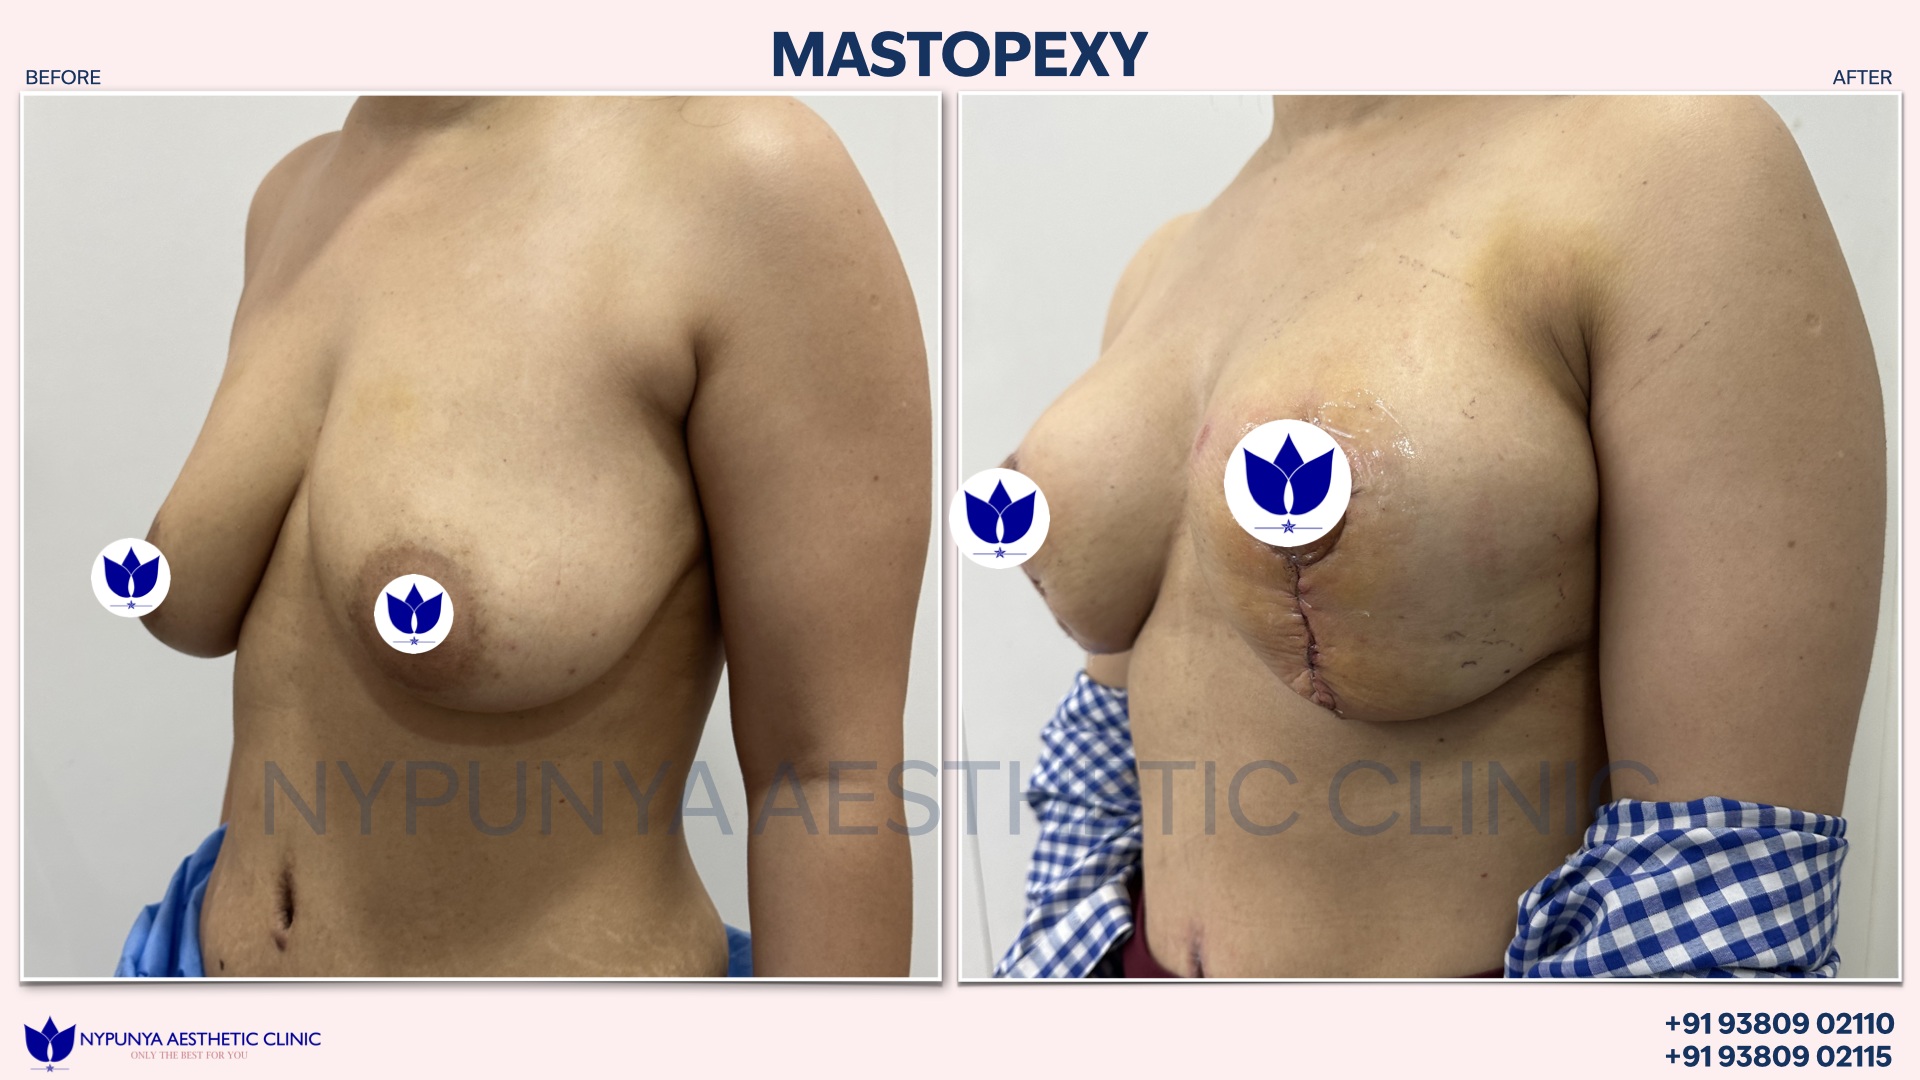 MASTOPEXY
BEFORE
AFTER
NYPUNYA AESTHETIC CLINIC
NYPUNYA AESTHETIC CLINIC
ONLY THE BEST FOR YOU
+91 93809 02110
+91 93809 02115